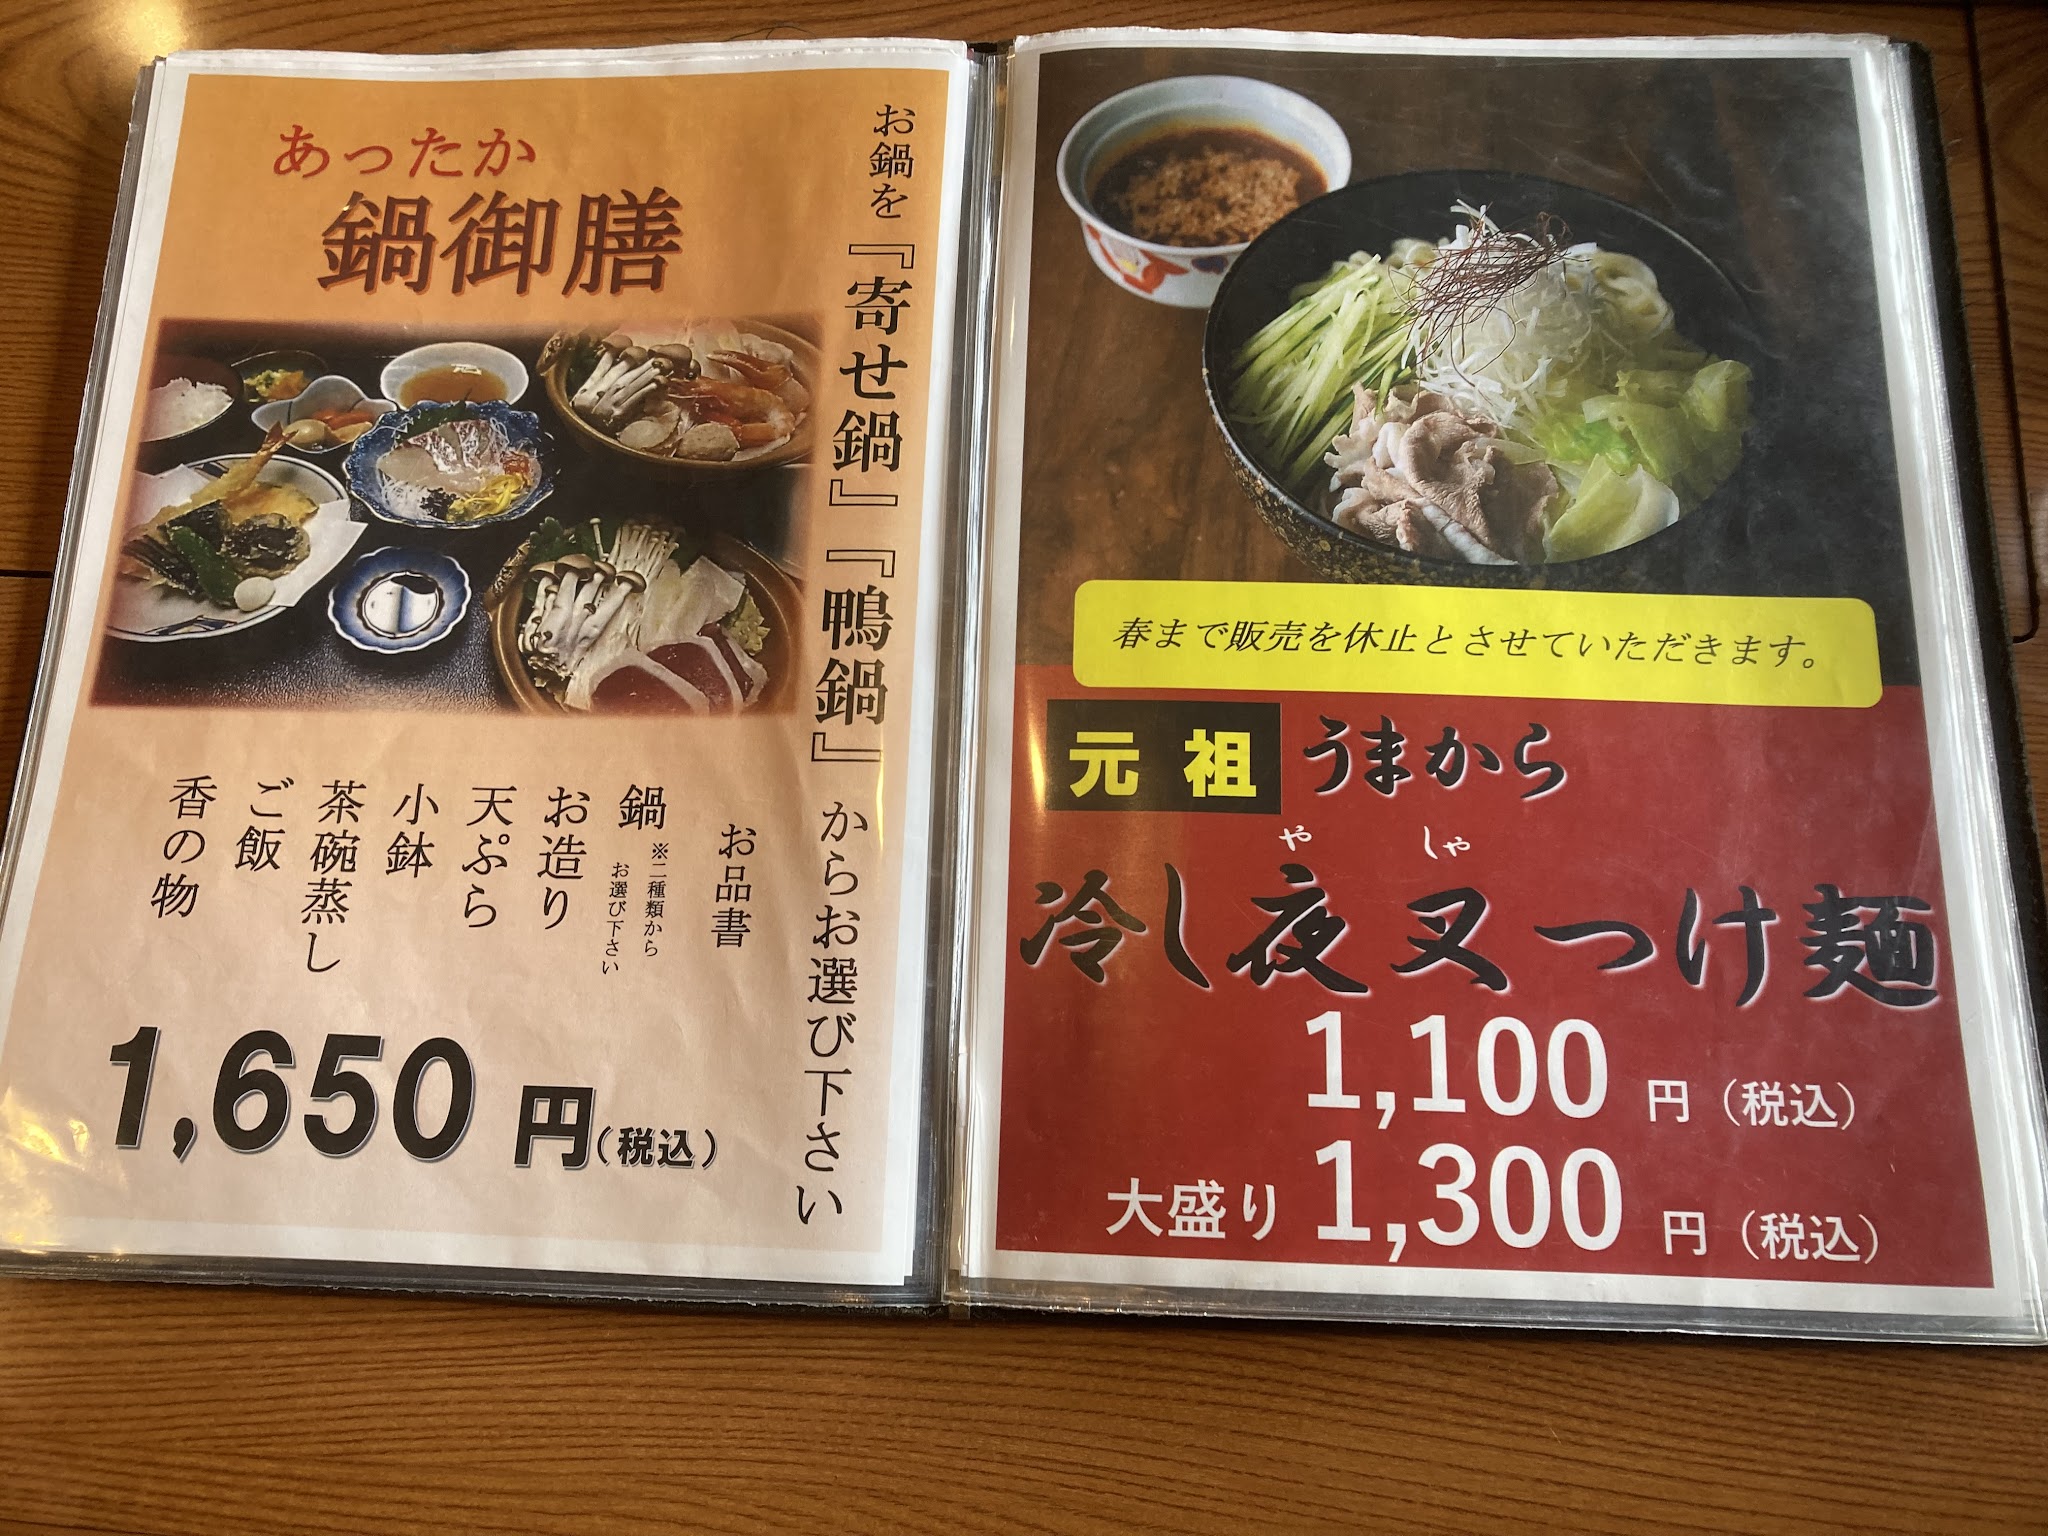 あったか
鍋御膳
お鍋を『寄せ鍋』『鴨鍋』からお選び下さい
お品書
鍋 ※二種類から
お選び下さい
お造り
天ぷら
小鉢
茶碗蒸し
ご飯
香の物
1,650円(税込)
春まで販売を休止とさせていただきます。
元祖 うまから
や しゃ
冷し夜叉つけ麺
1,100円(税込)
大盛り 1,300円(税込)